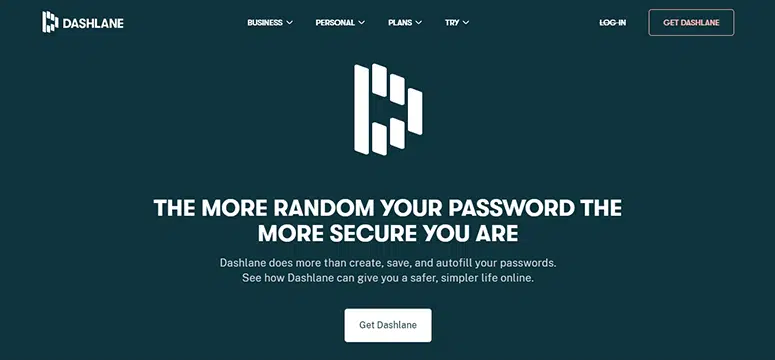 DASHLANE
BUSINESS PERSONAL PLANS TRY LOG-IN GET DASHLANE
THE MORE RANDOM YOUR PASSWORD THE
MORE SECURE YOU ARE
Dashlane does more than create, save, and autofill your passwords.
See how Dashlane can give you a safer, simpler life online.
Get Dashlane